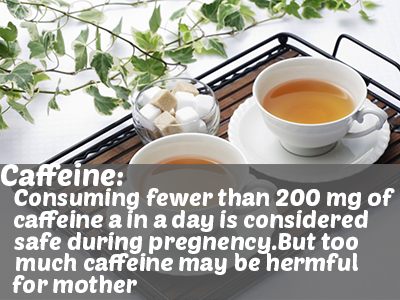 Caffeine:
Consuming fewer than 200 mg of
caffeine a in a day is considered
safe during pregnency.But too
much caffeine may be hermful
for mother